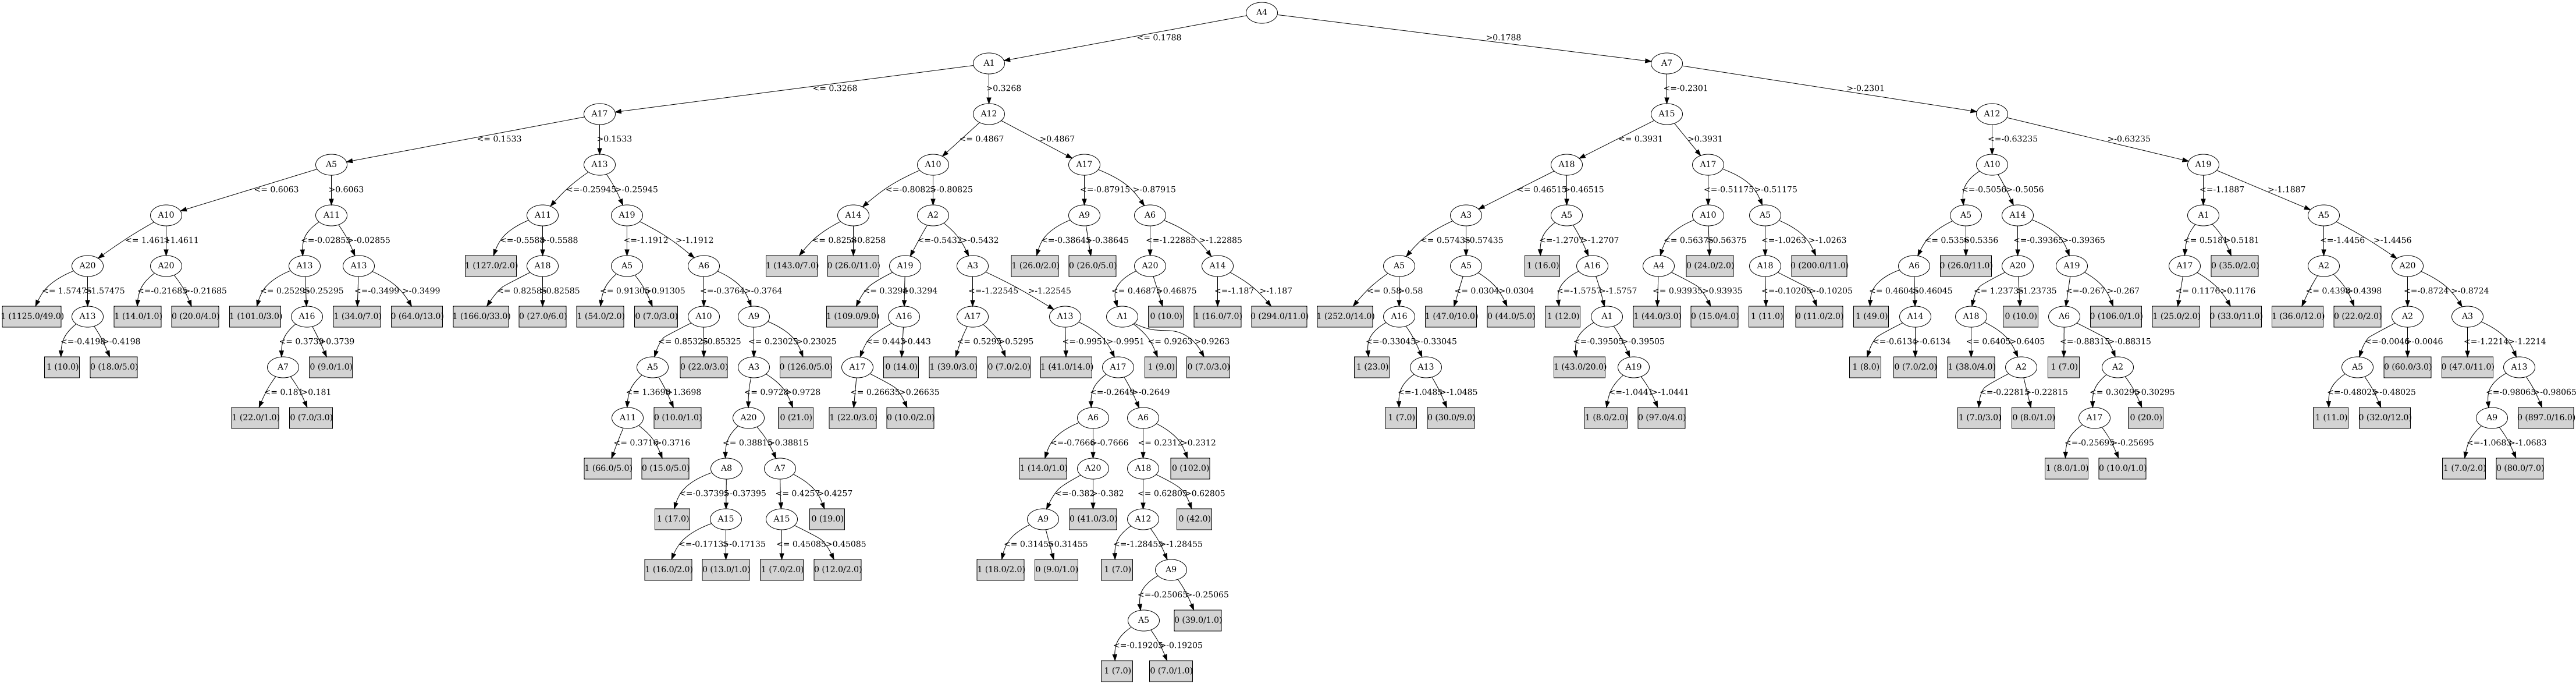 A4
<= 0.1788 >0.1788
A1 A7
<= 0.3268 >0.3268 <=-0.2301 >-0.2301
A17 A12 A15 A12
<= 0.1533 >0.1533 <= 0.4867 >0.4867 <= 0.3931 >0.3931 <=-0.63235 >-0.63235
A5 A13 A10 A17 A18 A17 A10 A19
<= 0.6063 >0.6063 <=-0.25945 >-0.25945 <=-0.80825 >-0.80825 <=-0.87915 >-0.87915 <= 0.46515 >0.46515 <=-0.51175 >-0.51175 <=-0.5056 >-0.5056 <=-1.1887 >-1.1887
A10 A11 A11 A19 A14 A2 A9 A6 A3 A5 A10 A5 A5 A14 A1 A5
<= 1.4611 >1.4611 <=-0.02855 >-0.02855 <=-0.5588 >-0.5588 <=-1.1912 >-1.1912 <= 0.8258 >0.8258 <=-0.5432 >-0.5432 <=-0.38645 >-0.38645 <=-1.22885 >-1.22885 <= 0.57435 >0.57435 <=-1.2707 >-1.2707 <= 0.56375 >0.56375 <=-1.0263 >-1.0263 <= 0.5356 >0.5356 <=-0.39365 >-0.39365 <= 0.5181 >0.5181 <=-1.4456 >-1.4456
A20 A20 A13 A13 1 (127.0/2.0) A18 A5 A6 1 (143.0/7.0) 0 (26.0/11.0) A19 A3 1 (26.0/2.0) 0 (26.0/5.0) A20 A14 A5 A5 1 (16.0) A16 A4 0 (24.0/2.0) A18 0 (200.0/11.0) A6 0 (26.0/11.0) A20 A19 A17 0 (35.0/2.0) A2 A20
<= 1.57475 >1.57475 <=-0.21685 >-0.21685 <= 0.25295 >0.25295 <=-0.3499 >-0.3499 <= 0.82585 >0.82585 <= 0.91305 >0.91305 <=-0.3764 >-0.3764 <= 0.3294 >0.3294 <=-1.22545 >-1.22545 <= 0.46875 >0.46875 <=-1.187 >-1.187 <= 0.58 >0.58 <= 0.0304 >0.0304 <=-1.5757 >-1.5757 <= 0.93935 >0.93935 <=-0.10205 >-0.10205 <= 0.46045 >0.46045 <= 1.23735 >1.23735 <=-0.267 >-0.267 <= 0.1176 >0.1176 <= 0.4398 >0.4398 <=-0.8724 >-0.8724
1 (1125.0/49.0) A13 1 (14.0/1.0) 0 (20.0/4.0) 1 (101.0/3.0) A16 1 (34.0/7.0) 0 (64.0/13.0) 1 (166.0/33.0) 0 (27.0/6.0) 1 (54.0/2.0) 0 (7.0/3.0) A10 A9 1 (109.0/9.0) A16 A17 A13 A1 0 (10.0) 1 (16.0/7.0) 0 (294.0/11.0) 1 (252.0/14.0) A16 1 (47.0/10.0) 0 (44.0/5.0) 1 (12.0) A1 1 (44.0/3.0) 0 (15.0/4.0) 1 (11.0) 0 (11.0/2.0) 1 (49.0) A14 A18 0 (10.0) A6 0 (106.0/1.0) 1 (25.0/2.0) 0 (33.0/11.0) 1 (36.0/12.0) 0 (22.0/2.0) A2 A3
<=-0.4198 >-0.4198 <= 0.3739 >0.3739 <= 0.85325 >0.85325 <= 0.23025 >0.23025 <= 0.443 >0.443 <= 0.5295 >0.5295 <=-0.9951 >-0.9951 <= 0.9263 >0.9263 <=-0.33045 >-0.33045 <=-0.39505 >-0.39505 <=-0.6134 >-0.6134 <= 0.6405 >0.6405 <=-0.88315 >-0.88315 <=-0.0046 >-0.0046 <=-1.2214 >-1.2214
1 (10.0) 0 (18.0/5.0) A7 0 (9.0/1.0) A5 0 (22.0/3.0) A3 0 (126.0/5.0) A17 0 (14.0) 1 (39.0/3.0) 0 (7.0/2.0) 1 (41.0/14.0) A17 1 (9.0) 0 (7.0/3.0) 1 (23.0) A13 1 (43.0/20.0) A19 1 (8.0) 0 (7.0/2.0) 1 (38.0/4.0) A2 1 (7.0) A2 A5 0 (60.0/3.0) 0 (47.0/11.0) A13
<= 0.181 >0.181 <= 1.3698 >1.3698 <= 0.9728 >0.9728 <= 0.26635 >0.26635 <=-0.2649 >-0.2649 <=-1.0485 >-1.0485 <=-1.0441 >-1.0441 <=-0.22815 >-0.22815 <= 0.30295 >0.30295 <=-0.48025 >-0.48025 <=-0.98065 >-0.98065
1 (22.0/1.0) 0 (7.0/3.0) A11 0 (10.0/1.0) A20 0 (21.0) 1 (22.0/3.0) 0 (10.0/2.0) A6 A6 1 (7.0) 0 (30.0/9.0) 1 (8.0/2.0) 0 (97.0/4.0) 1 (7.0/3.0) 0 (8.0/1.0) A17 0 (20.0) 1 (11.0) 0 (32.0/12.0) A9 0 (897.0/16.0)
<= 0.3716 >0.3716 <= 0.38815 >0.38815 <=-0.7666 >-0.7666 <= 0.2312 >0.2312 <=-0.25695 >-0.25695 <=-1.0683 >-1.0683
1 (66.0/5.0) 0 (15.0/5.0) A8 A7 1 (14.0/1.0) A20 A18 0 (102.0) 1 (8.0/1.0) 0 (10.0/1.0) 1 (7.0/2.0) 0 (80.0/7.0)
<=-0.37395 >-0.37395 <= 0.4257 >0.4257 <=-0.382 >-0.382 <= 0.62805 >0.62805
1 (17.0) A15 A15 0 (19.0) A9 0 (41.0/3.0) A12 0 (42.0)
<=-0.17135 >-0.17135 <= 0.45085 >0.45085 <= 0.31455 >0.31455 <=-1.28455 >-1.28455
1 (16.0/2.0) 0 (13.0/1.0) 1 (7.0/2.0) 0 (12.0/2.0) 1 (18.0/2.0) 0 (9.0/1.0) 1 (7.0) A9
<=-0.25065 >-0.25065
A5 0 (39.0/1.0)
<=-0.19205 >-0.19205
1 (7.0) 0 (7.0/1.0)